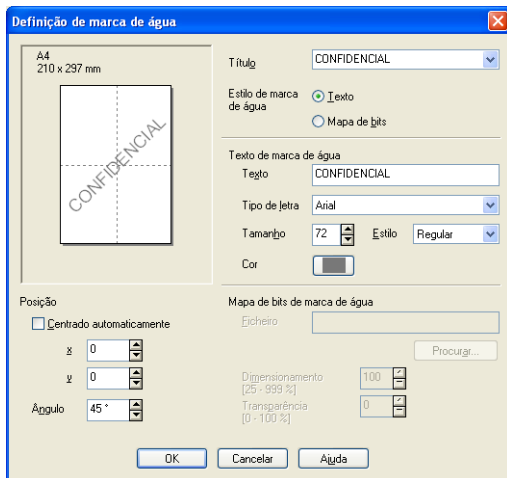 Definição de marca de água
A4
210 x 297 mm
CONFIDENCIAL
Título CONFIDENCIAL
Estilo de marca
de água
Texto
Mapa de bits
Texto de marca de água
Texto CONFIDENCIAL
Tipo de letra Arial
Tamanho 72 Estilo Regular
Cor
Posição
Centrado automaticamente
x 0
y 0
Ângulo 45 °
Mapa de bits de marca de água
Ficheiro
Procurar...
Dimensionamento 100
[25 - 999 %]
Transparência 0
[0 - 100 %]
OK Cancelar Ajuda